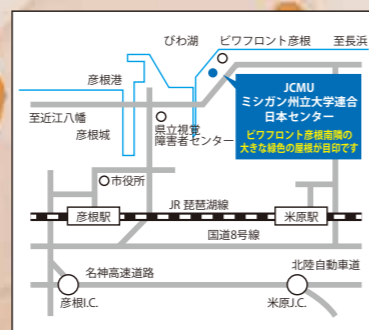 びわ湖
ビワフロント彦根
至長浜
彦根港
JCMU
ミシガン州立大学連合
日本センター
ビワフロント彦根南隣の
大きな緑色の屋根が目印です
至近江八幡
彦根城
県立視覚
障害者センター
市役所
JR 琵琶湖線
彦根駅
米原駅
国道8号線
名神高速道路
北陸自動車道
彦根I.C.
米原J.C.